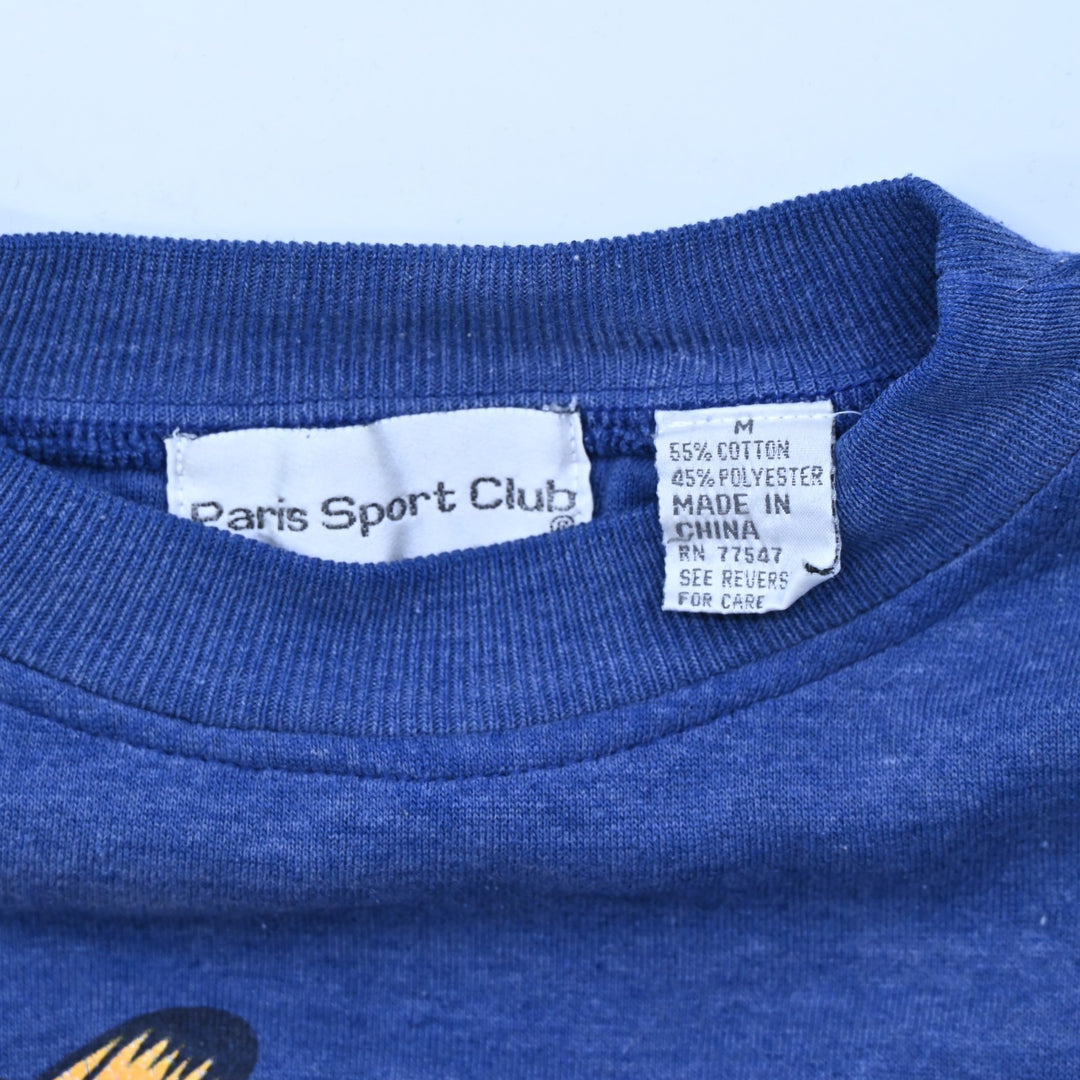 Paris Sport Club
®
M
55% COTTON
45% POLYESTER
MADE IN
CHINA
RN 77547
SEE REVERS
FOR CARE